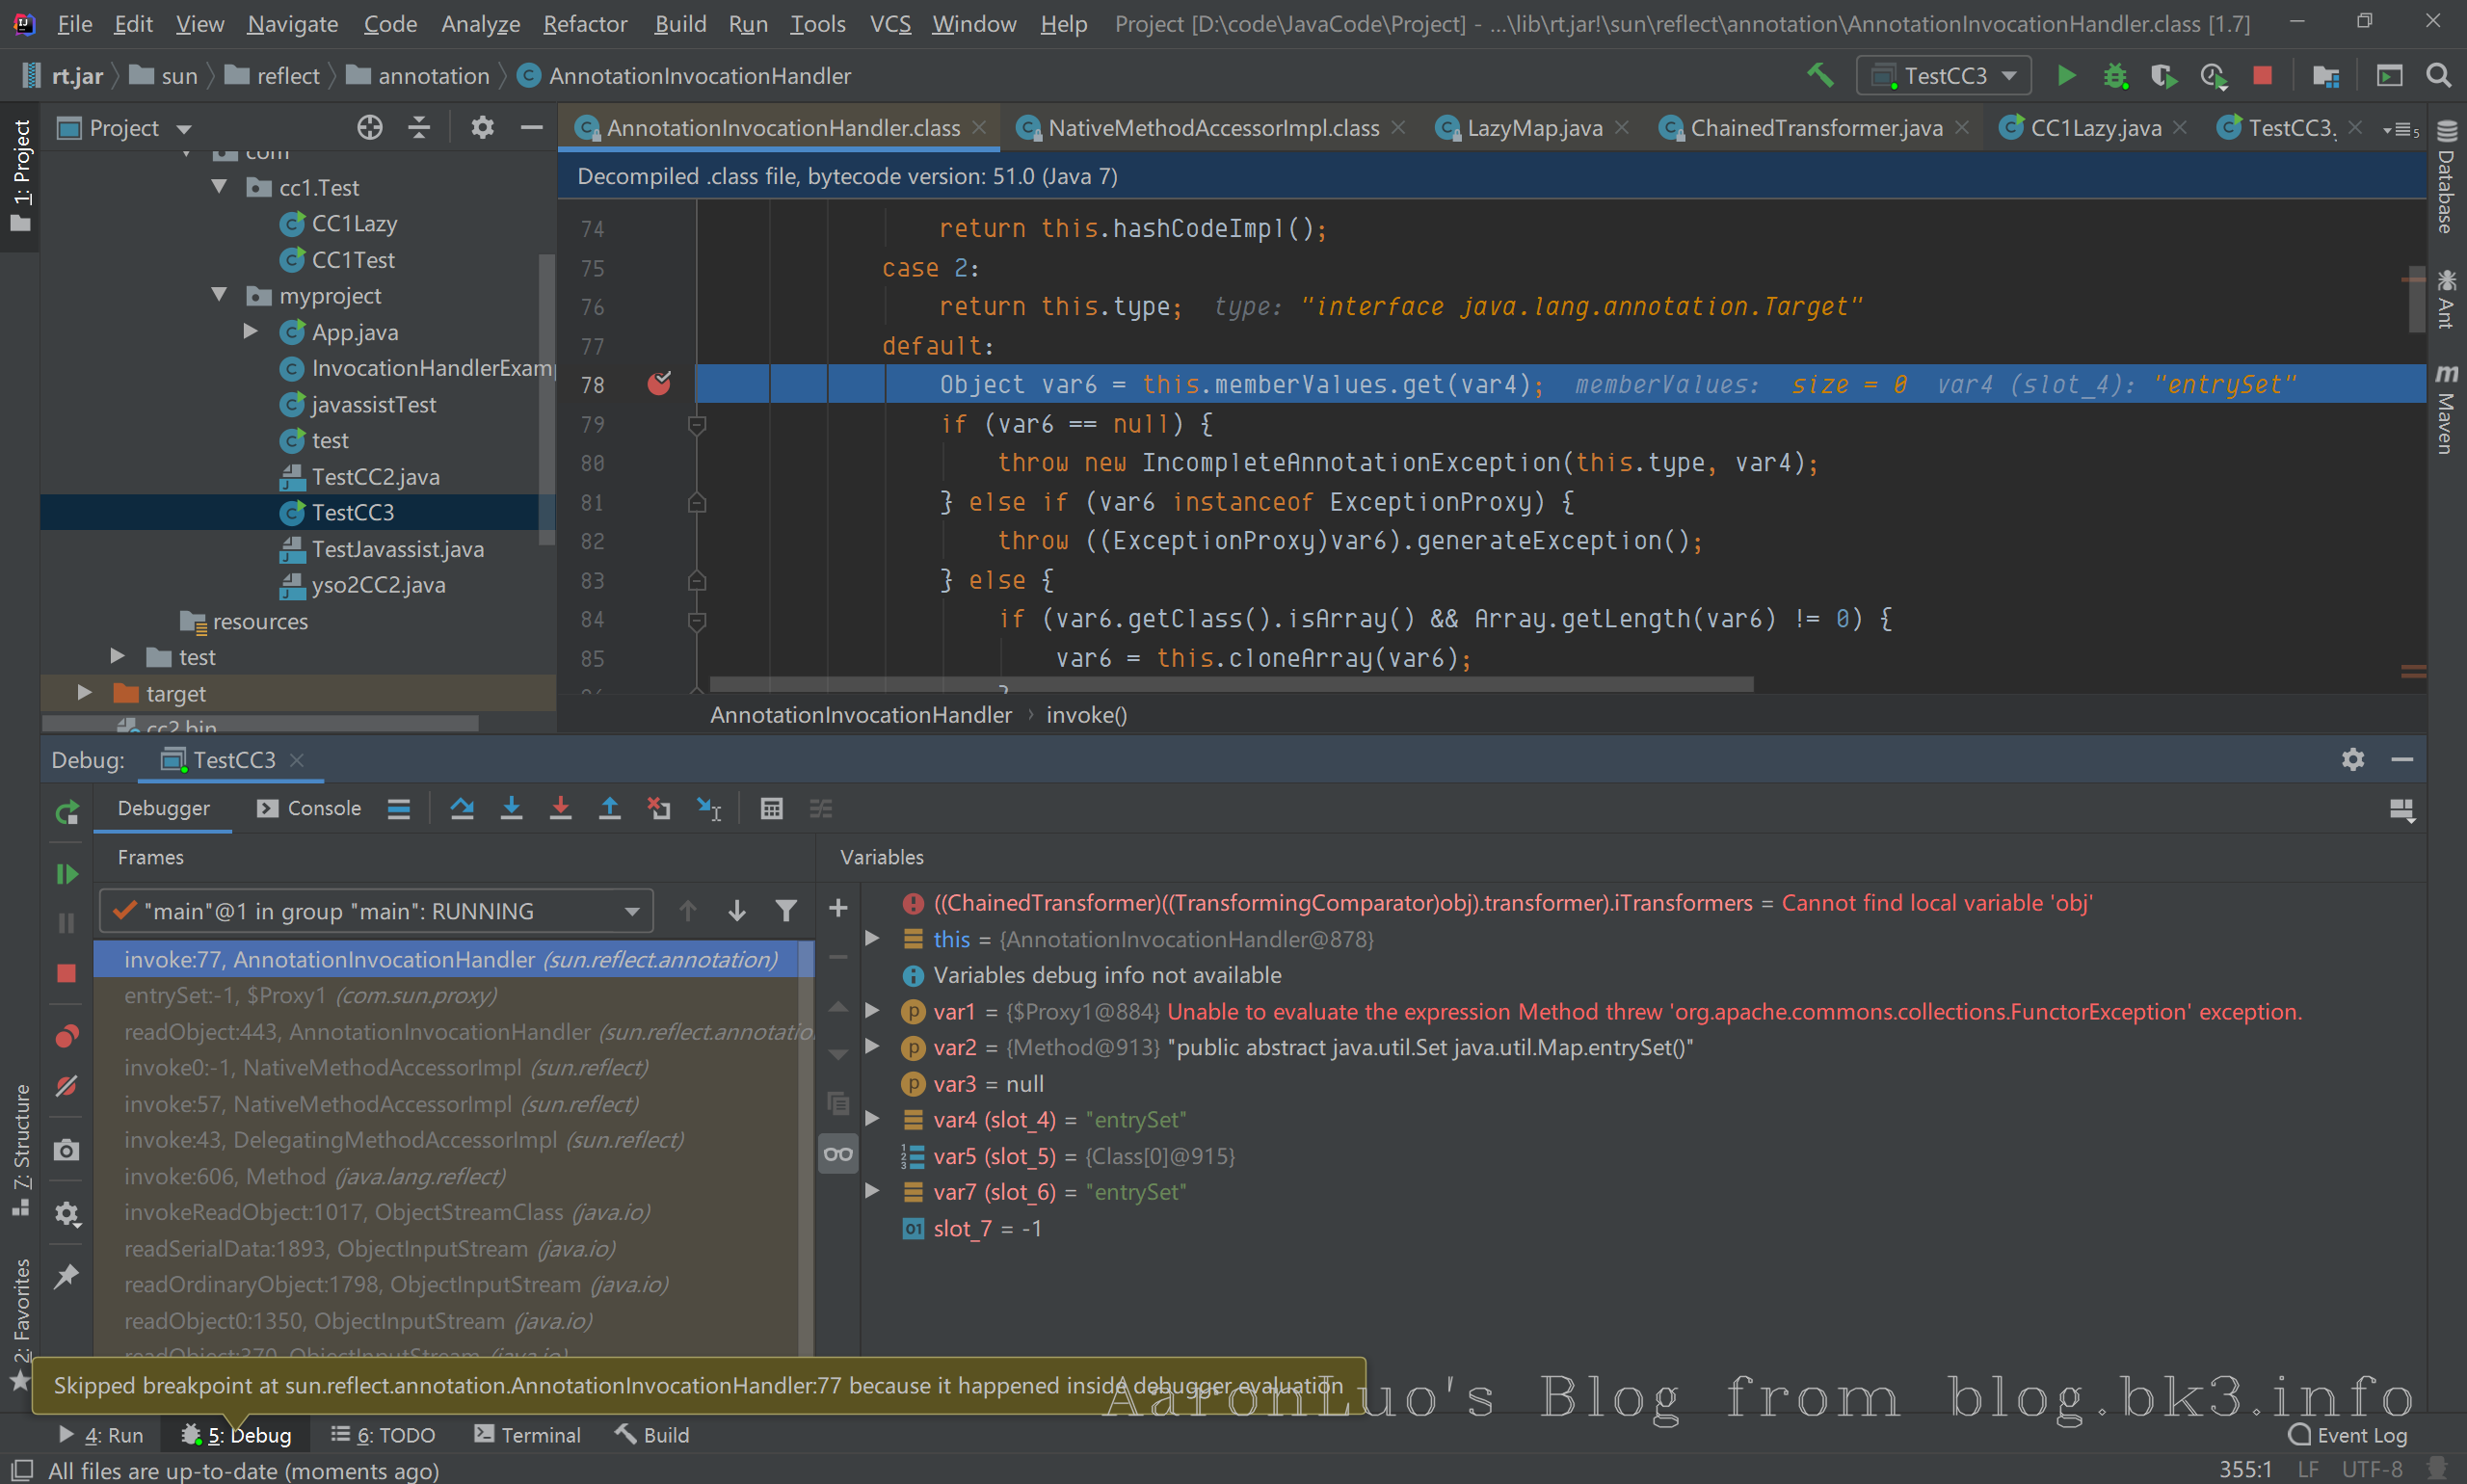 File Edit View Navigate Code Analyze Refactor Build Run Tools VCS Window Help Project [D:\code\JavaCode\Project] - ...\lib\rt.jar!\sun\reflect\annotation\AnnotationInvocationHandler.class [1.7]
rt.jar sun reflect annotation AnnotationInvocationHandler TestCC3
1: Project
Project
com
cc1.Test
CC1Lazy
CC1Test
myproject
App.java
InvocationHandlerExam
javassistTest
test
TestCC2.java
TestCC3
TestJavassist.java
yso2CC2.java
resources
test
target
cc2.bin
AnnotationInvocationHandler.class NativeMethodAccessorImpl.class LazyMap.java ChainedTransformer.java CC1Lazy.java TestCC3. 5
Decompiled .class file, bytecode version: 51.0 (Java 7)
74 return this.hashCodeImpl();
75 case 2:
76 return this.type; type: "interface java.lang.annotation.Target"
77 default:
78 Object var6 = this.memberValues.get(var4); memberValues: size = 0 var4 (slot_4): "entrySet"
79 if (var6 == null) {
80 throw new IncompleteAnnotationException(this.type, var4);
81 } else if (var6 instanceof ExceptionProxy) {
82 throw ((ExceptionProxy)var6).generateException();
83 } else {
84 if (var6.getClass().isArray() && Array.getLength(var6) != 0) {
85 var6 = this.cloneArray(var6);
AnnotationInvocationHandler › invoke()
Database
Ant
Maven
Debug: TestCC3
Debugger Console
Frames
"main"@1 in group "main": RUNNING
invoke:77, AnnotationInvocationHandler (sun.reflect.annotation)
entrySet:-1, $Proxy1 (com.sun.proxy)
readObject:443, AnnotationInvocationHandler (sun.reflect.annotatio
invoke0:-1, NativeMethodAccessorImpl (sun.reflect)
invoke:57, NativeMethodAccessorImpl (sun.reflect)
invoke:43, DelegatingMethodAccessorImpl (sun.reflect)
invoke:606, Method (java.lang.reflect)
invokeReadObject:1017, ObjectStreamClass (java.io)
readSerialData:1893, ObjectInputStream (java.io)
readOrdinaryObject:1798, ObjectInputStream (java.io)
readObject0:1350, ObjectInputStream (java.io)
readObject:370, ObjectInputStream (java.io)
Variables
((ChainedTransformer)((TransformingComparator)obj).transformer).iTransformers = Cannot find local variable 'obj'
this = {AnnotationInvocationHandler@878}
Variables debug info not available
var1 = {$Proxy1@884} Unable to evaluate the expression Method threw 'org.apache.commons.collections.FunctorException' exception.
var2 = {Method@913} "public abstract java.util.Set java.util.Map.entrySet()"
var3 = null
var4 (slot_4) = "entrySet"
var5 (slot_5) = {Class[0]@915}
var7 (slot_6) = "entrySet"
slot_7 = -1
7: Structure
2: Favorites
Skipped breakpoint at sun.reflect.annotation.AnnotationInvocationHandler:77 because it happened inside debugger evaluation
AaronLuo's Blog from blog.bk3.info
4: Run 5: Debug 6: TODO Terminal Build Event Log
All files are up-to-date (moments ago) 355:1 LF UTF-8